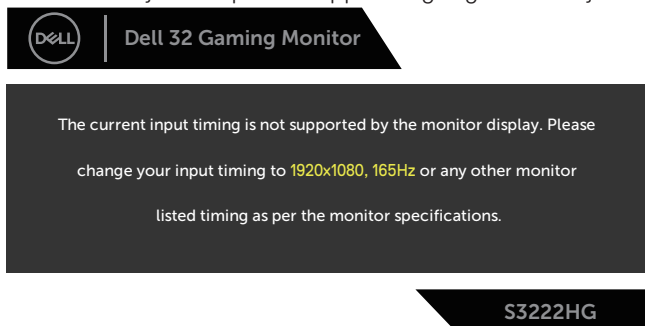 DELL
Dell 32 Gaming Monitor
The current input timing is not supported by the monitor display. Please
change your input timing to 1920x1080, 165Hz or any other monitor
listed timing as per the monitor specifications.
S3222HG